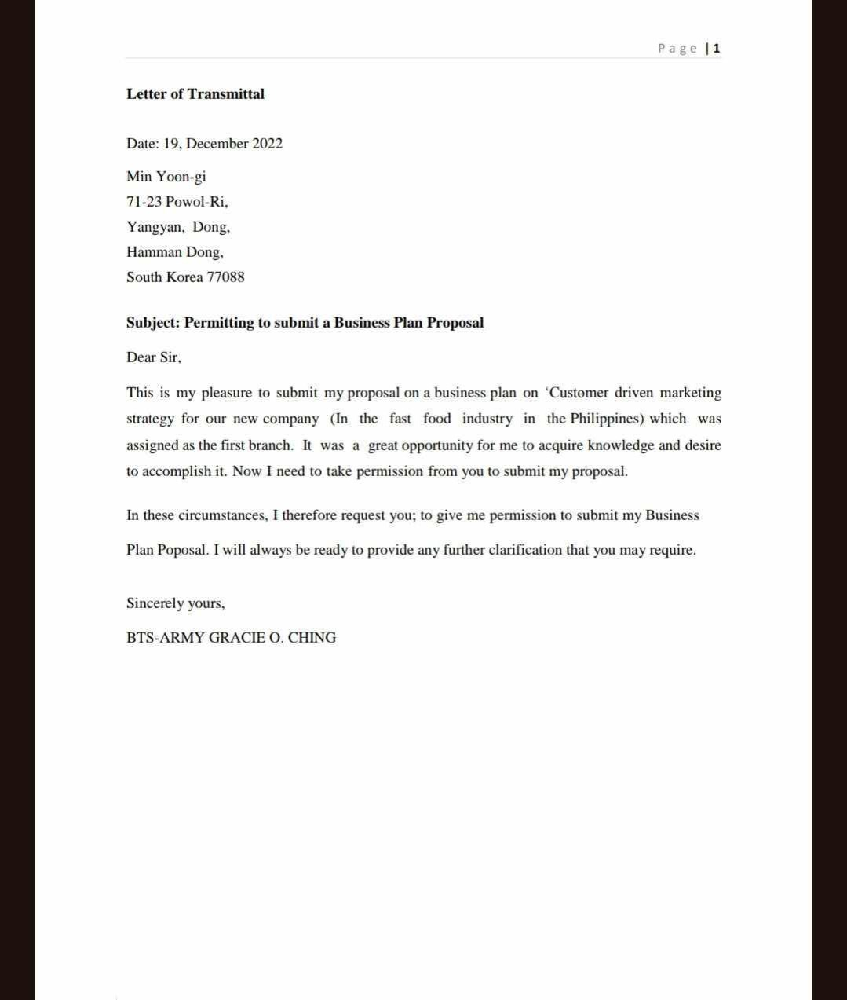 Page | 1
Letter of Transmittal
Date: 19, December 2022
Min Yoon-gi
71-23 Powol-Ri,
Yangyan, Dong,
Hamman Dong,
South Korea 77088
Subject: Permitting to submit a Business Plan Proposal
Dear Sir,
This is my pleasure to submit my proposal on a business plan on ‘Customer driven marketing
strategy for our new company (In the fast food industry in the Philippines) which was
assigned as the first branch. It was a great opportunity for me to acquire knowledge and desire
to accomplish it. Now I need to take permission from you to submit my proposal.
In these circumstances, I therefore request you; to give me permission to submit my Business
Plan Poposal. I will always be ready to provide any further clarification that you may require.
Sincerely yours,
BTS-ARMY GRACIE O. CHING